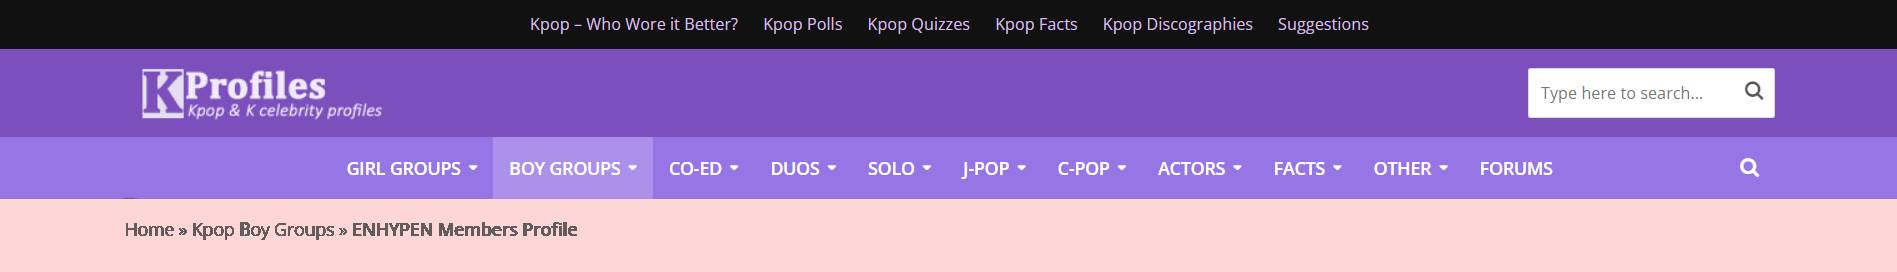 Kpop – Who Wore it Better? Kpop Polls Kpop Quizzes Kpop Facts Kpop Discographies Suggestions
KProfiles
Kpop & K celebrity profiles
Type here to search...
GIRL GROUPS BOY GROUPS CO-ED DUOS SOLO J-POP C-POP ACTORS FACTS OTHER FORUMS
Home » Kpop Boy Groups » ENHYPEN Members Profile